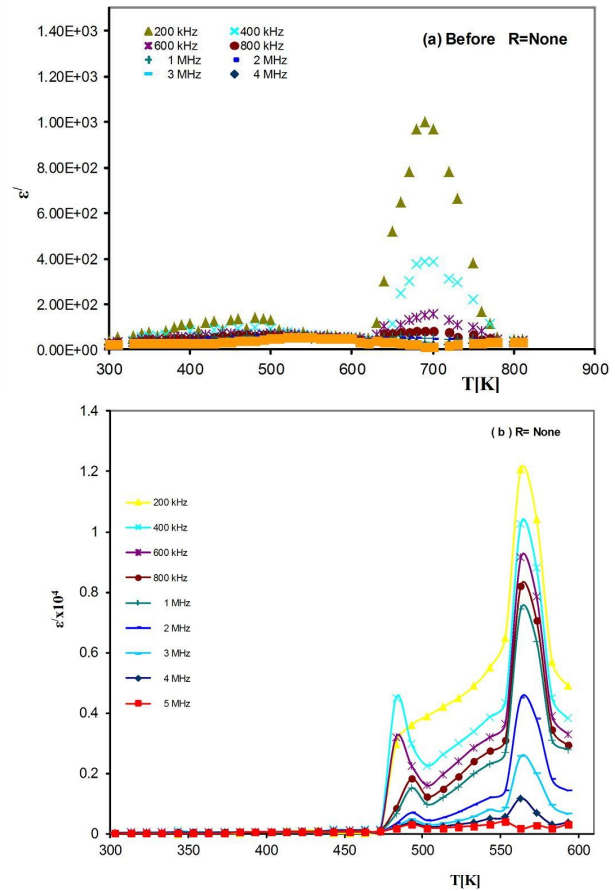 1.40E+03
1.20E+03
1.00E+03
8.00E+02
6.00E+02
4.00E+02
2.00E+02
0.00E+00
ε/
200 kHz 400 kHz
600 kHz 800 kHz
1 MHz 2 MHz
3 MHz 4 MHz
(a) Before R=None
300 400 500 600 700 800 900
T[K]
1.4
1.2
1
0.8
0.6
0.4
0.2
0
ε/x10⁴
( b ) R= None
200 kHz
400 kHz
600 kHz
800 kHz
1 MHz
2 MHz
3 MHz
4 MHz
5 MHz
300 350 400 450 500 550 600
T[K]